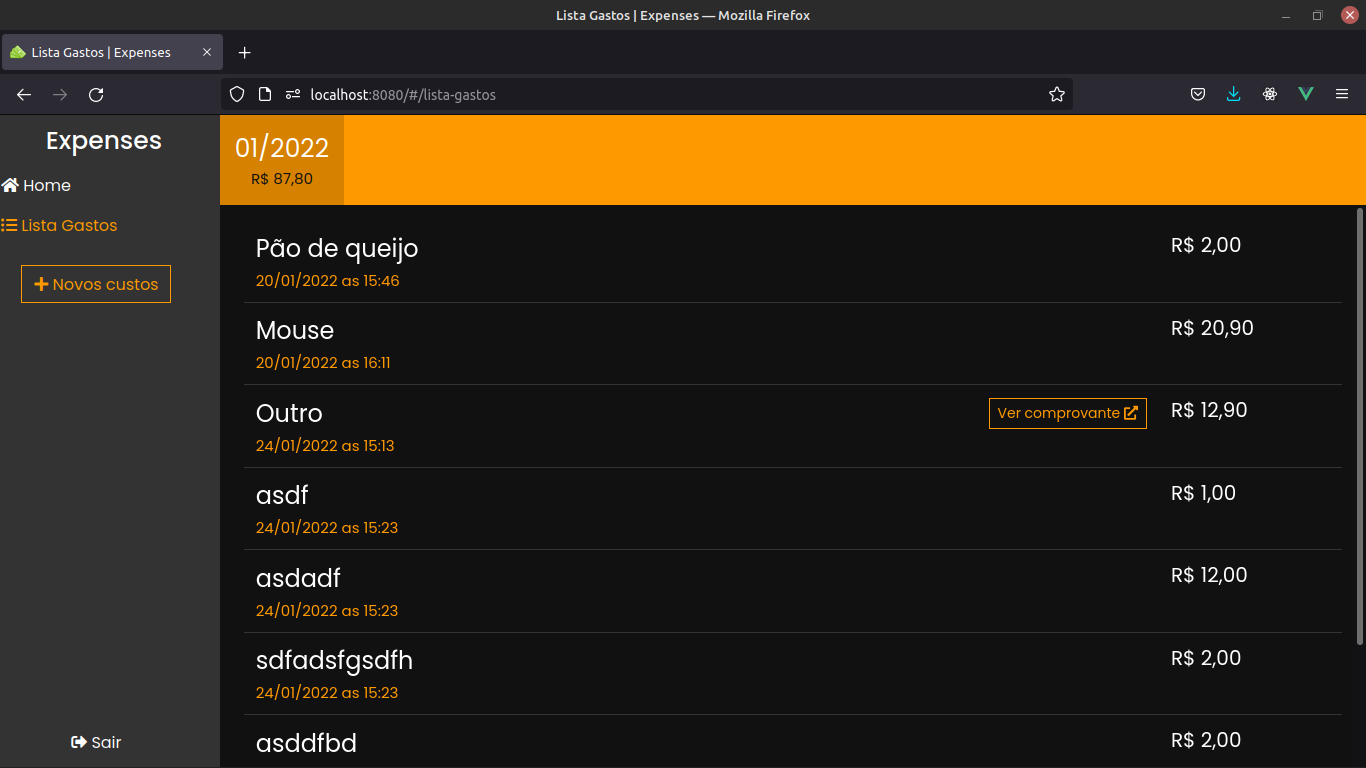 Lista Gastos | Expenses — Mozilla Firefox
Lista Gastos | Expenses
localhost:8080/#/lista-gastos
Expenses
Home
Lista Gastos
Novos custos
Sair
01/2022
R$ 87,80
Pão de queijo R$ 2,00
20/01/2022 as 15:46
Mouse R$ 20,90
20/01/2022 as 16:11
Outro Ver comprovante R$ 12,90
24/01/2022 as 15:13
asdf R$ 1,00
24/01/2022 as 15:23
asdadf R$ 12,00
24/01/2022 as 15:23
sdfadsfgsdfh R$ 2,00
24/01/2022 as 15:23
asddfbd R$ 2,00